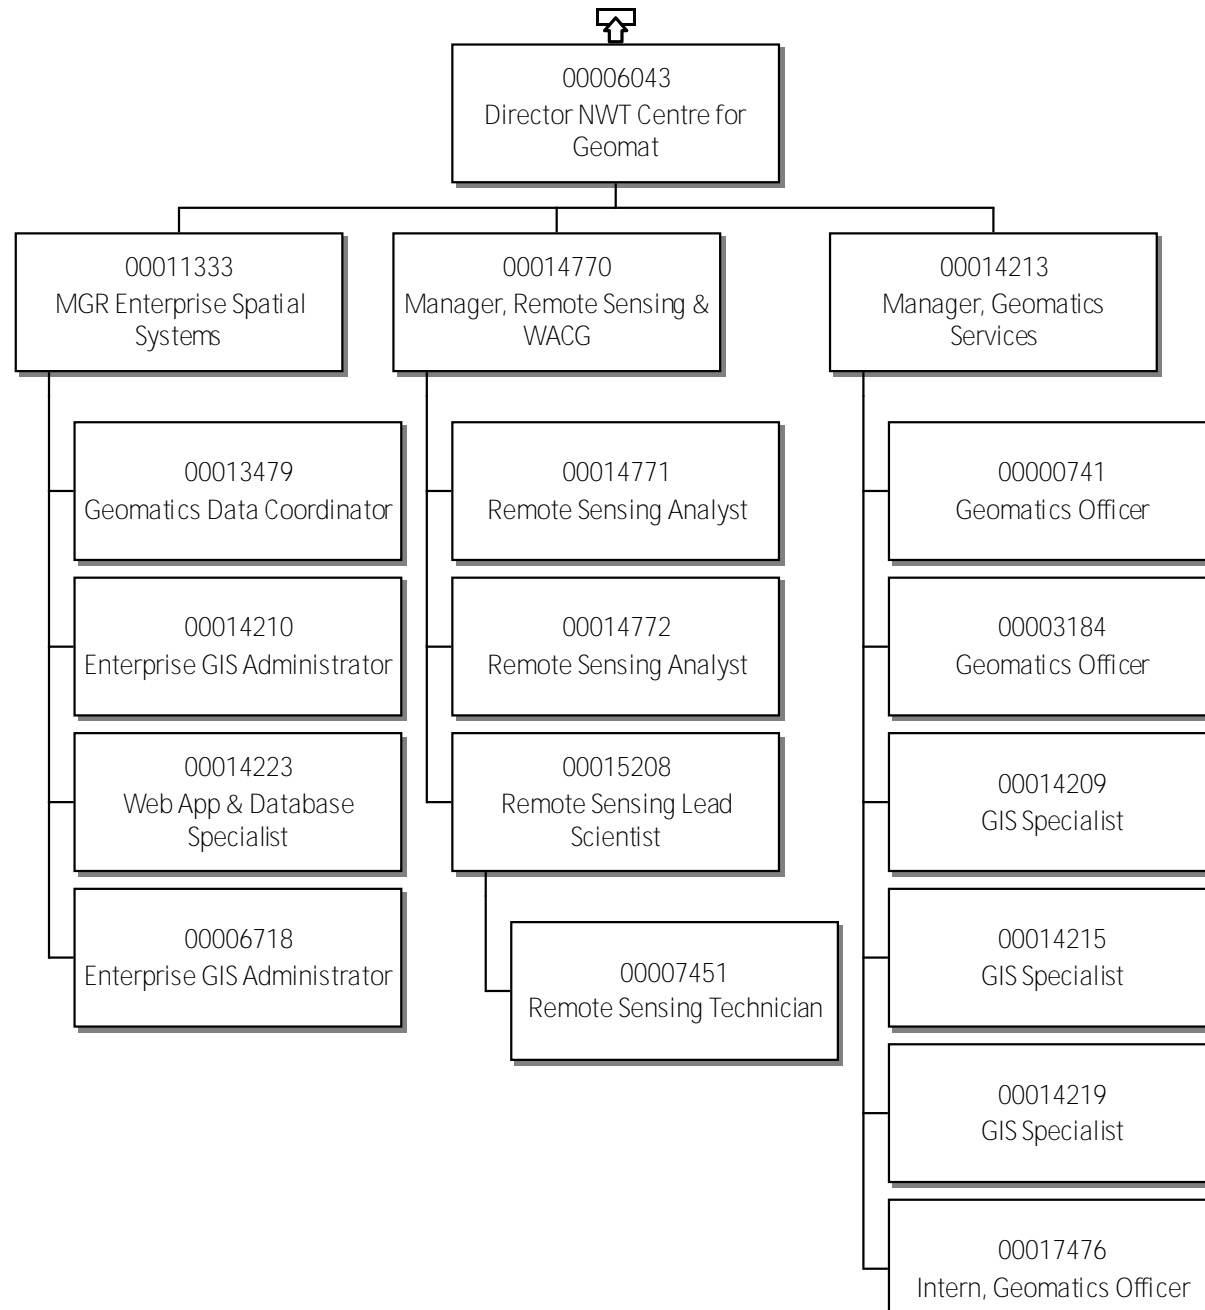 00006043
Director NWT Centre for
Geomat
00011333
MGR Enterprise Spatial
Systems
00013479
Geomatics Data Coordinator
00014210
Enterprise GIS Administrator
00014223
Web App & Database
Specialist
00006718
Enterprise GIS Administrator
00014770
Manager, Remote Sensing &
WACG
00014771
Remote Sensing Analyst
00014772
Remote Sensing Analyst
00015208
Remote Sensing Lead
Scientist
00007451
Remote Sensing Technician
00014213
Manager, Geomatics
Services
00000741
Geomatics Officer
00003184
Geomatics Officer
00014209
GIS Specialist
00014215
GIS Specialist
00014219
GIS Specialist
00017476
Intern, Geomatics Officer